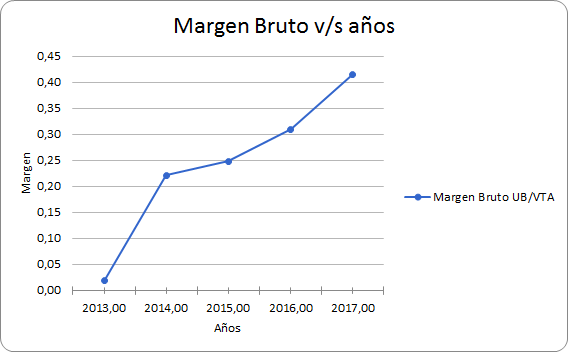 Margen Bruto v/s años
0,45
0,40
0,35
0,30
0,25
0,20
0,15
0,10
0,05
0,00
Margen
2013,00 2014,00 2015,00 2016,00 2017,00
Años
Margen Bruto UB/VTA